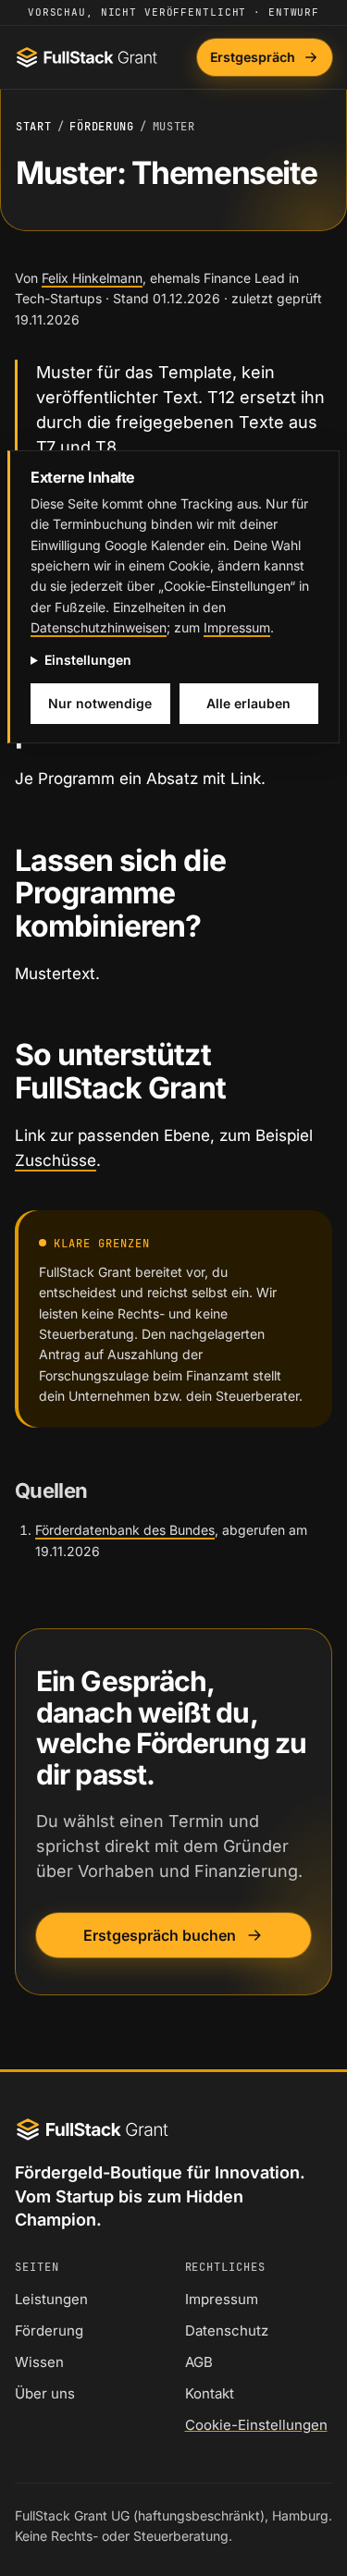 VORSCHAU, NICHT VERÖFFENTLICHT · ENTWURF
FullStack Grant
Erstgespräch →
START / FÖRDERUNG / MUSTER
Muster: Themenseite
Von Felix Hinkelmann, ehemals Finance Lead in
Tech-Startups · Stand 01.12.2026 · zuletzt geprüft
19.11.2026
Muster für das Template, kein
veröffentlichter Text. T12 ersetzt ihn
durch die freigegebenen Texte aus
T7 und T8.
Externe Inhalte
Diese Seite kommt ohne Tracking aus. Nur für
die Terminbuchung binden wir mit deiner
Einwilligung Google Kalender ein. Deine Wahl
speichern wir in einem Cookie, ändern kannst
du sie jederzeit über „Cookie-Einstellungen“ in
der Fußzeile. Einzelheiten in den
Datenschutzhinweisen; zum Impressum.
Einstellungen
Nur notwendige
Alle erlauben
Je Programm ein Absatz mit Link.
Lassen sich die
Programme
kombinieren?
Mustertext.
So unterstützt
FullStack Grant
Link zur passenden Ebene, zum Beispiel
Zuschüsse.
KLARE GRENZEN
FullStack Grant bereitet vor, du
entscheidest und reichst selbst ein. Wir
leisten keine Rechts- und keine
Steuerberatung. Den nachgelagerten
Antrag auf Auszahlung der
Forschungszulage beim Finanzamt stellt
dein Unternehmen bzw. dein Steuerberater.
Quellen
1. Förderdatenbank des Bundes, abgerufen am
19.11.2026
Ein Gespräch,
danach weißt du,
welche Förderung zu
dir passt.
Du wählst einen Termin und
sprichst direkt mit dem Gründer
über Vorhaben und Finanzierung.
Erstgespräch buchen →
FullStack Grant
Fördergeld-Boutique für Innovation.
Vom Startup bis zum Hidden
Champion.
SEITEN
Leistungen
Förderung
Wissen
Über uns
RECHTLICHES
Impressum
Datenschutz
AGB
Kontakt
Cookie-Einstellungen
FullStack Grant UG (haftungsbeschränkt), Hamburg.
Keine Rechts- oder Steuerberatung.